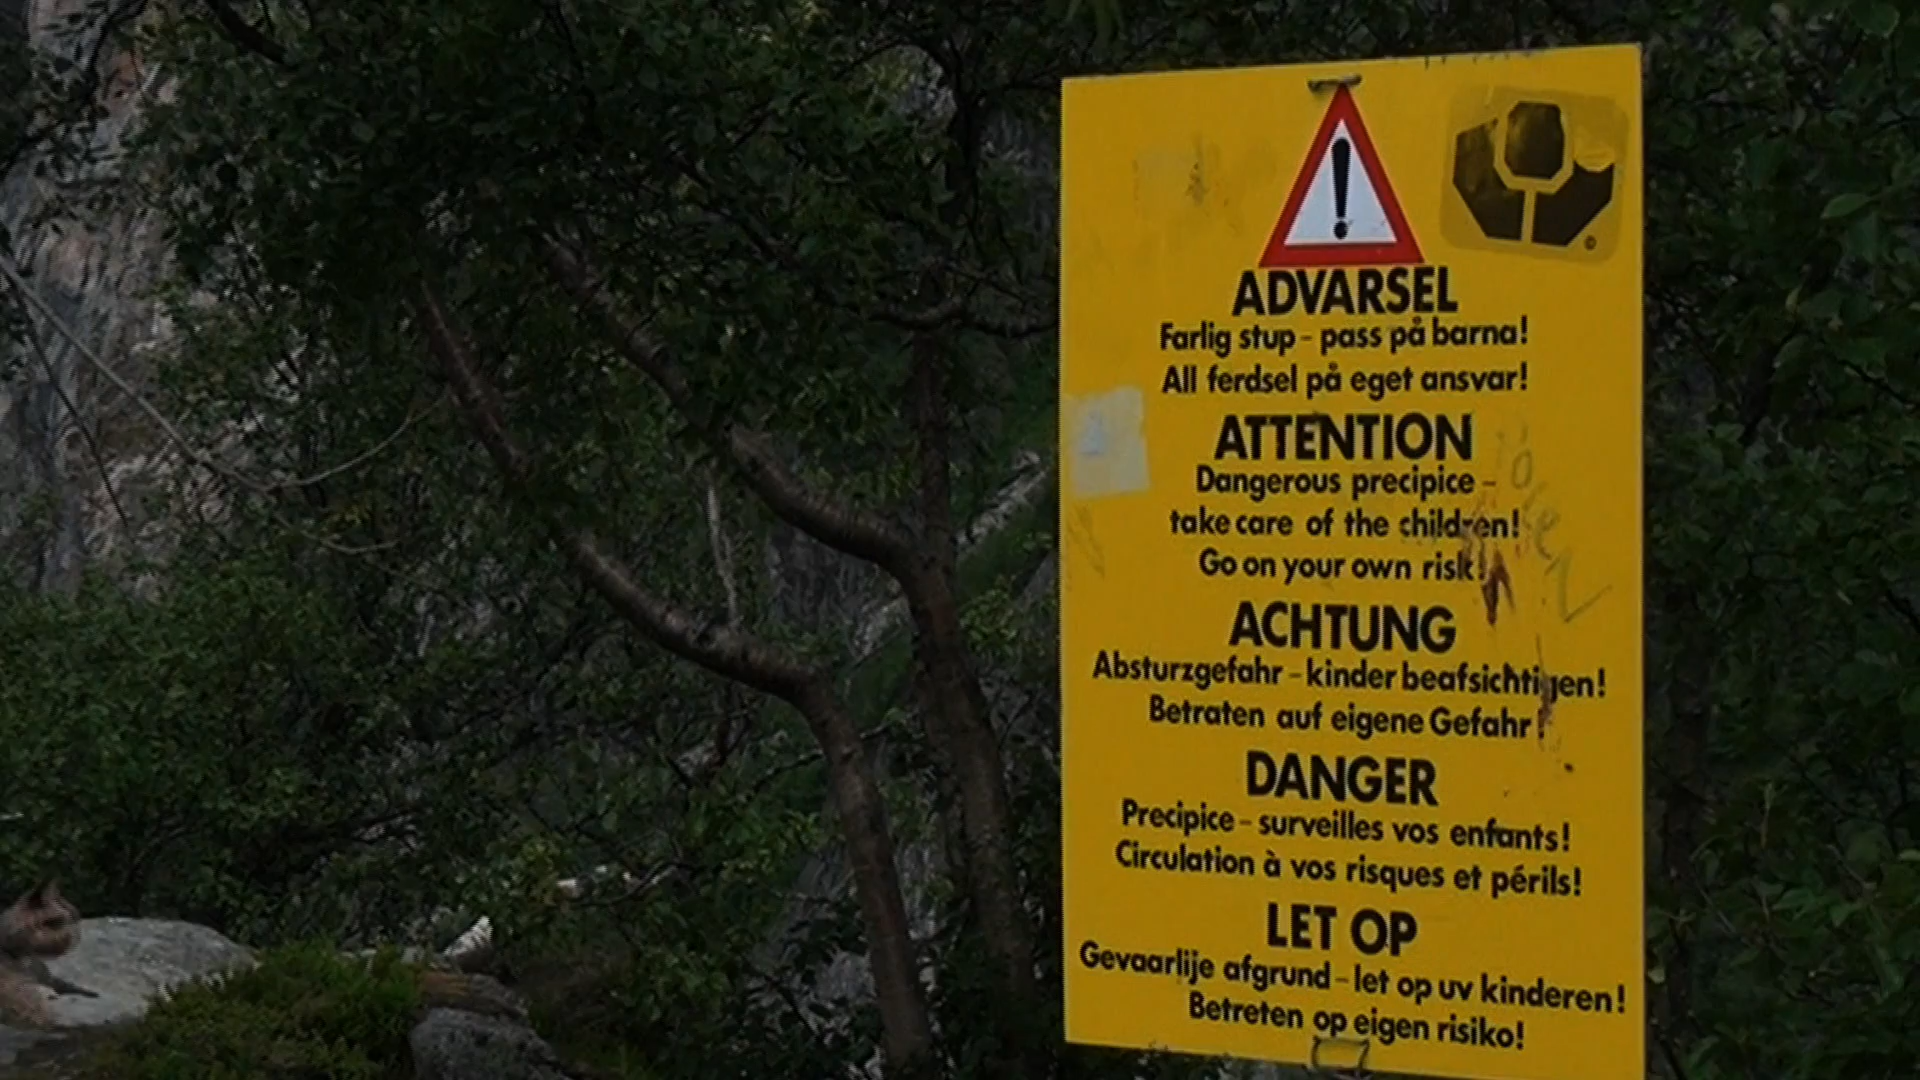 ADVARSEL
Farlig stup - pass på barna!
All ferdsel på eget ansvar!
ATTENTION
Dangerous precipice -
take care of the children!
Go on your own risk!
ACHTUNG
Absturzgefahr - kinder beafsichtigen!
Betraten auf eigene Gefahr!
DANGER
Precipice - surveilles vos enfants!
Circulation à vos risques et périls!
LET OP
Gevaarlije afgrund - let op uv kinderen!
Betreten op eigen risiko!